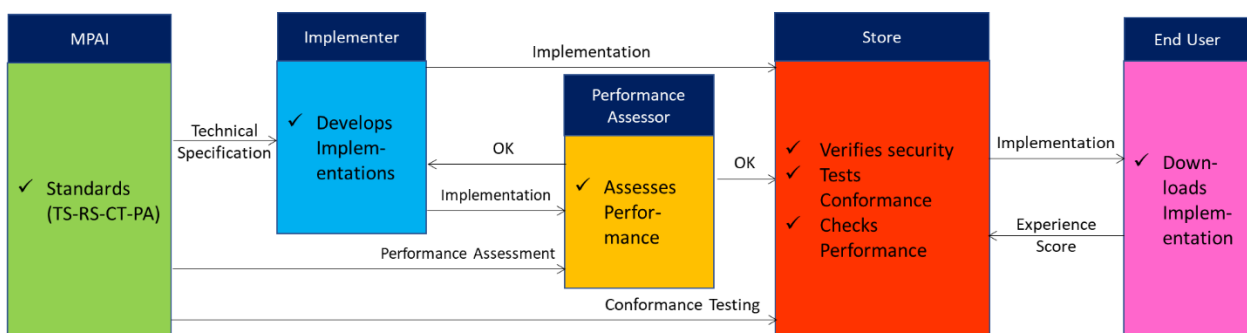 MPAI
✓ Standards
(TS-RS-CT-PA)
Technical
Specification
Implementer
✓ Develops
Implem-
entations
Implementation
OK
Implementation
Performance Assessment
Conformance Testing
Performance
Assessor
✓ Assesses
Perfor-
mance
OK
Store
✓ Verifies security
✓ Tests
Conformance
✓ Checks
Performance
Implementation
Experience
Score
End User
✓ Down-
loads
Implem-
entation